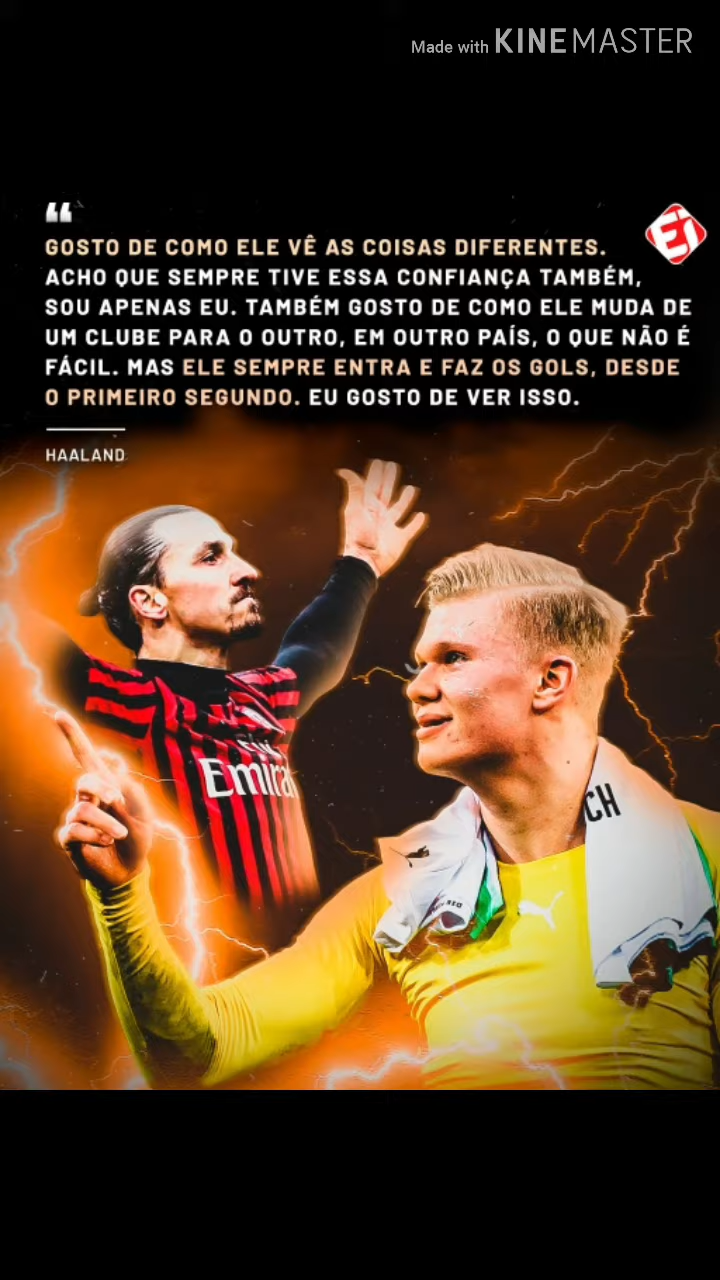 Made with KINEMASTER
“
GOSTO DE COMO ELE VÊ AS COISAS DIFERENTES.
ACHO QUE SEMPRE TIVE ESSA CONFIANÇA TAMBÉM,
SOU APENAS EU. TAMBÉM GOSTO DE COMO ELE MUDA DE
UM CLUBE PARA O OUTRO, EM OUTRO PAÍS, O QUE NÃO É
FÁCIL. MAS ELE SEMPRE ENTRA E FAZ OS GOLS, DESDE
O PRIMEIRO SEGUNDO. EU GOSTO DE VER ISSO.
HAALAND
EI
CH